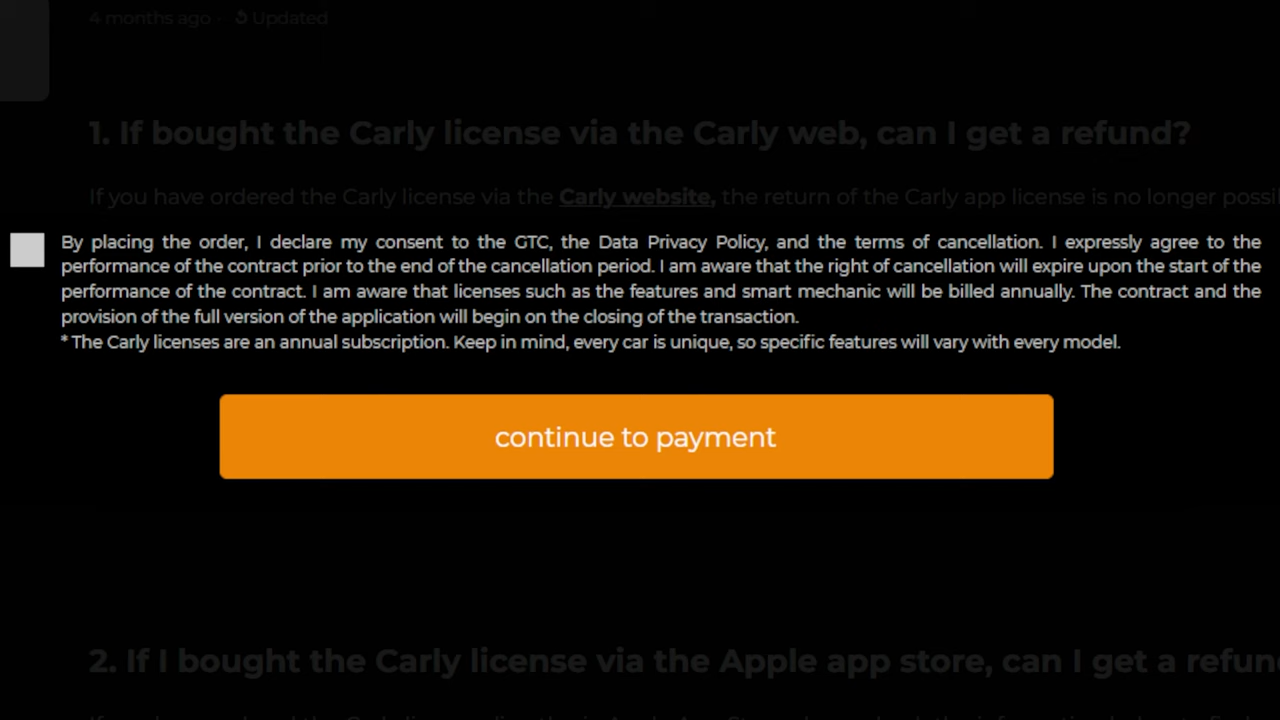 4 months ago · Updated
1. If bought the Carly license via the Carly web, can I get a refund?
If you have ordered the Carly license via the Carly website, the return of the Carly app license is no longer
By placing the order, I declare my consent to the GTC, the Data Privacy Policy, and the terms of cancellation. I expressly agree to the
performance of the contract prior to the end of the cancellation period. I am aware that the right of cancellation will expire upon the start of the
performance of the contract. I am aware that licenses such as the features and smart mechanic will be billed annually. The contract and the
provision of the full version of the application will begin on the closing of the transaction.
* The Carly licenses are an annual subscription. Keep in mind, every car is unique, so specific features will vary with every model.
continue to payment
2. If I bought the Carly license via the Apple app store, can I get a